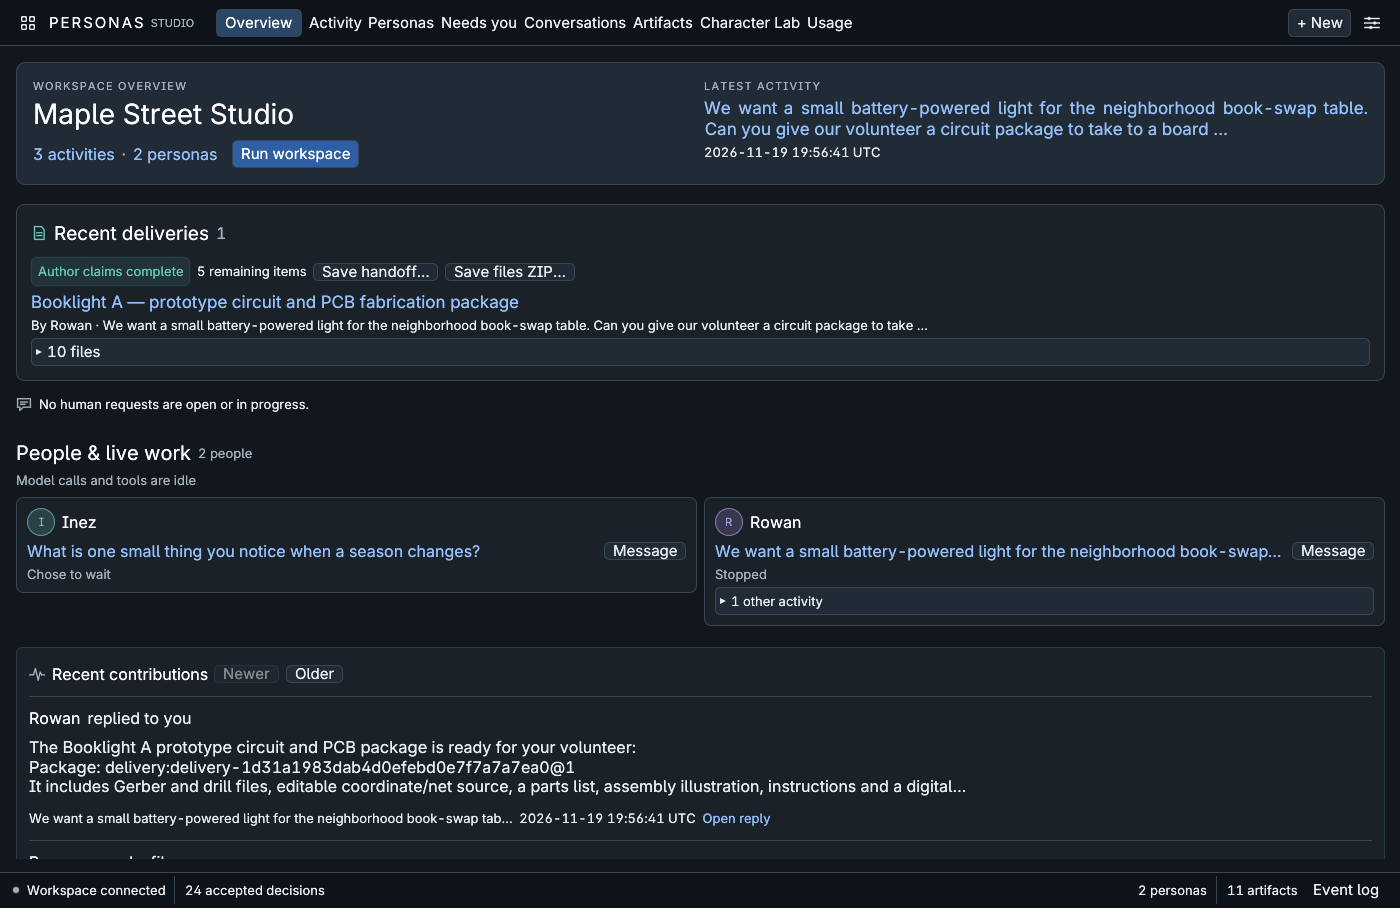 PERSONAS STUDIO
Overview Activity Personas Needs you Conversations Artifacts Character Lab Usage
+ New
WORKSPACE OVERVIEW
Maple Street Studio
3 activities · 2 personas Run workspace
LATEST ACTIVITY
We want a small battery-powered light for the neighborhood book-swap table.
Can you give our volunteer a circuit package to take to a board ...
2026-11-19 19:56:41 UTC
Recent deliveries 1
Author claims complete 5 remaining items Save handoff... Save files ZIP...
Booklight A — prototype circuit and PCB fabrication package
By Rowan · We want a small battery-powered light for the neighborhood book-swap table. Can you give our volunteer a circuit package to take ...
10 files
No human requests are open or in progress.
People & live work 2 people
Model calls and tools are idle
I Inez
What is one small thing you notice when a season changes? Message
Chose to wait
R Rowan
We want a small battery-powered light for the neighborhood book-swap... Message
Stopped
1 other activity
Recent contributions Newer Older
Rowan replied to you
The Booklight A prototype circuit and PCB package is ready for your volunteer:
Package: delivery:delivery-1d31a1983dab4d0efebd0e7f7a7a7ea0@1
It includes Gerber and drill files, editable coordinate/net source, a parts list, assembly illustration, instructions and a digital...
We want a small battery-powered light for the neighborhood book-swap tab... 2026-11-19 19:56:41 UTC Open reply
Workspace connected 24 accepted decisions
2 personas 11 artifacts Event log